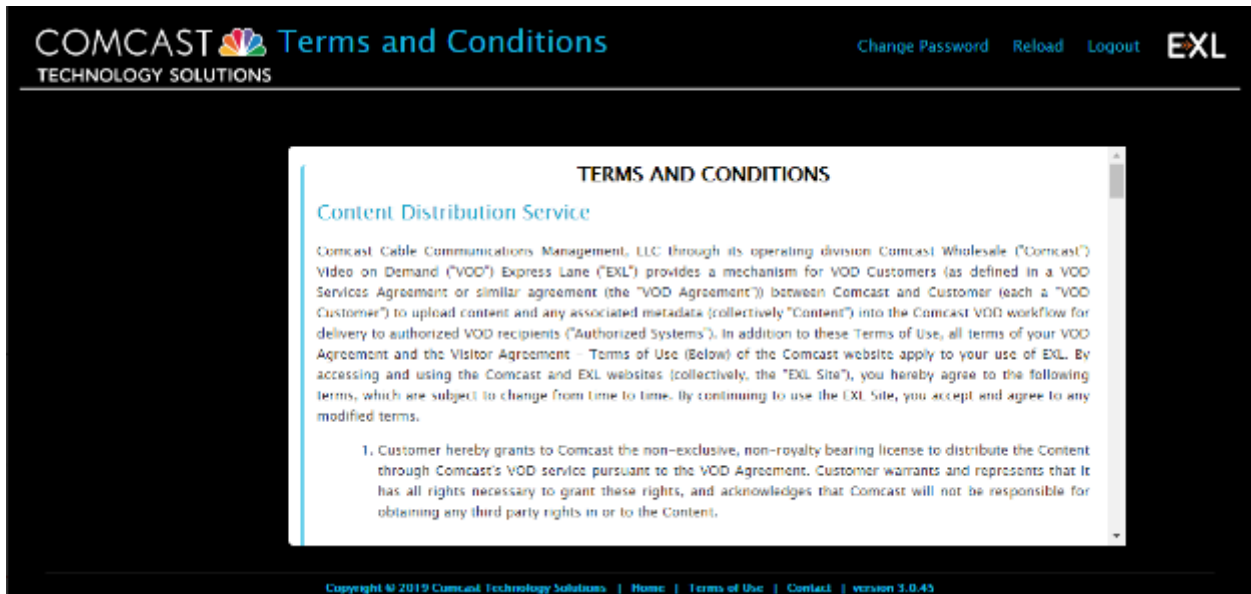 COMCAST Terms and Conditions
TECHNOLOGY SOLUTIONS
Change Password Reload Logout EXL
TERMS AND CONDITIONS
Content Distribution Service
Comcast Cable Communications Management, LLC through its operating division Comcast Wholesale ("Comcast")
Video on Demand ("VOD") Express Lane ("EXL") provides a mechanism for VOD Customers (as defined in a VOD
Services Agreement or similar agreement (the "VOD Agreement")) between Comcast and Customer (each a "VOD
Customer") to upload content and any associated metadata (collectively "Content") into the Comcast VOD workflow for
delivery to authorized VOD recipients ("Authorized Systems"). In addition to these Terms of Use, all terms of your VOD
Agreement and the Visitor Agreement - Terms of Use (Below) of the Comcast website apply to your use of EXL. By
accessing and using the Comcast and EXL websites (collectively, the "EXL Site"), you hereby agree to the following
terms, which are subject to change from time to time. By continuing to use the EXL Site, you accept and agree to any
modified terms.
1. Customer hereby grants to Comcast the non-exclusive, non-royalty bearing license to distribute the Content
through Comcast's VOD service pursuant to the VOD Agreement. Customer warrants and represents that it
has all rights necessary to grant these rights, and acknowledges that Comcast will not be responsible for
obtaining any third party rights in or to the Content.
Copyright © 2019 Comcast Technology Solutions | Home | Terms of Use | Contact | version 3.0.45